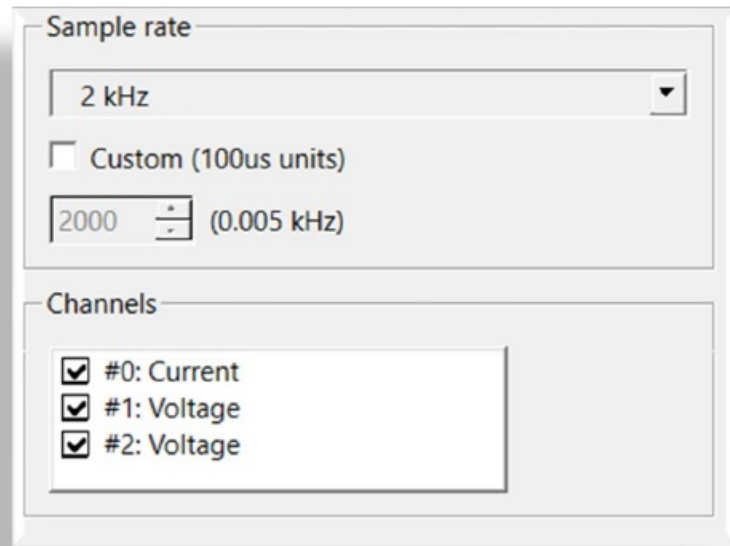 Sample rate
2 kHz
Custom (100us units)
2000 (0.005 kHz)
Channels
#0: Current
#1: Voltage
#2: Voltage